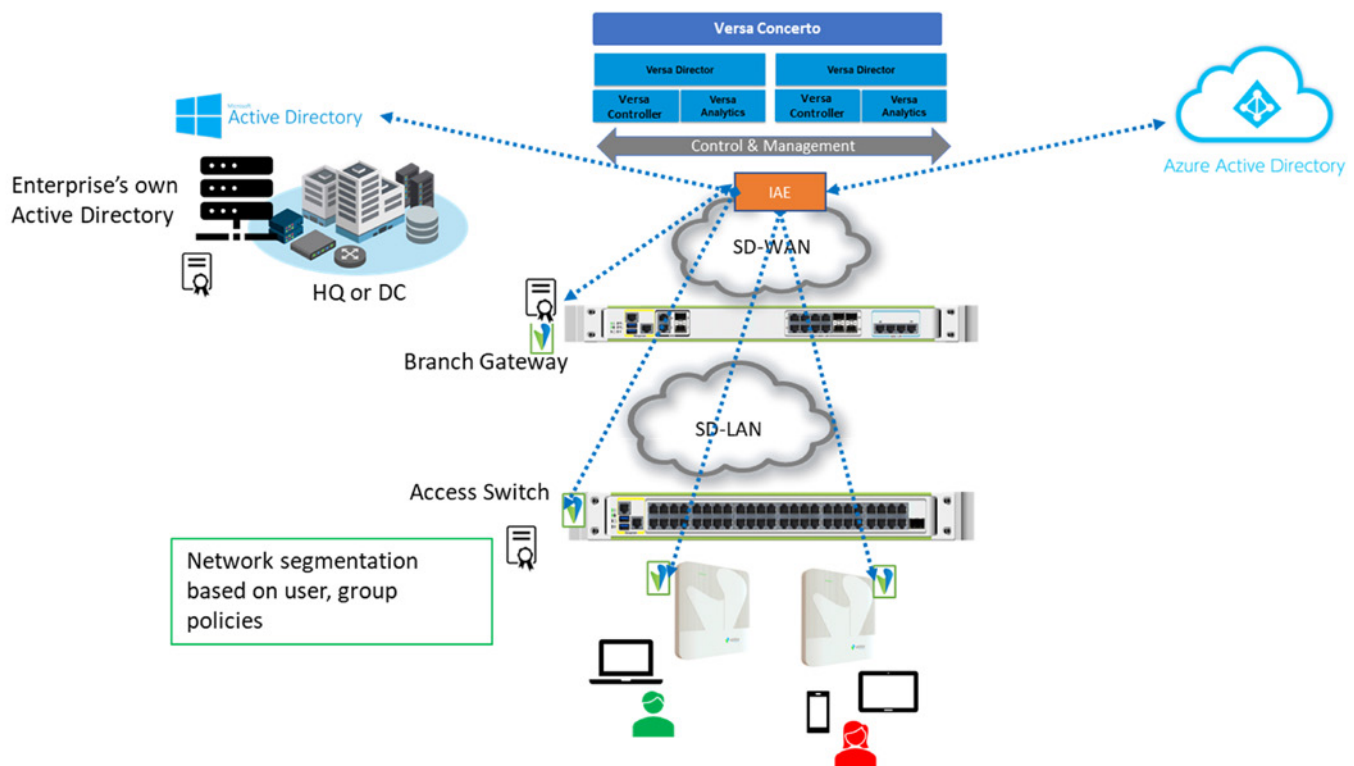 Versa Concerto
Versa Director
Versa Director
Versa
Controller
Versa
Analytics
Versa
Controller
Versa
Analytics
Control & Management
Microsoft
Active Directory
Azure Active Directory
Enterprise's own
Active Directory
HQ or DC
IAE
SD-WAN
Branch Gateway
SD-LAN
Access Switch
Network segmentation
based on user, group
policies